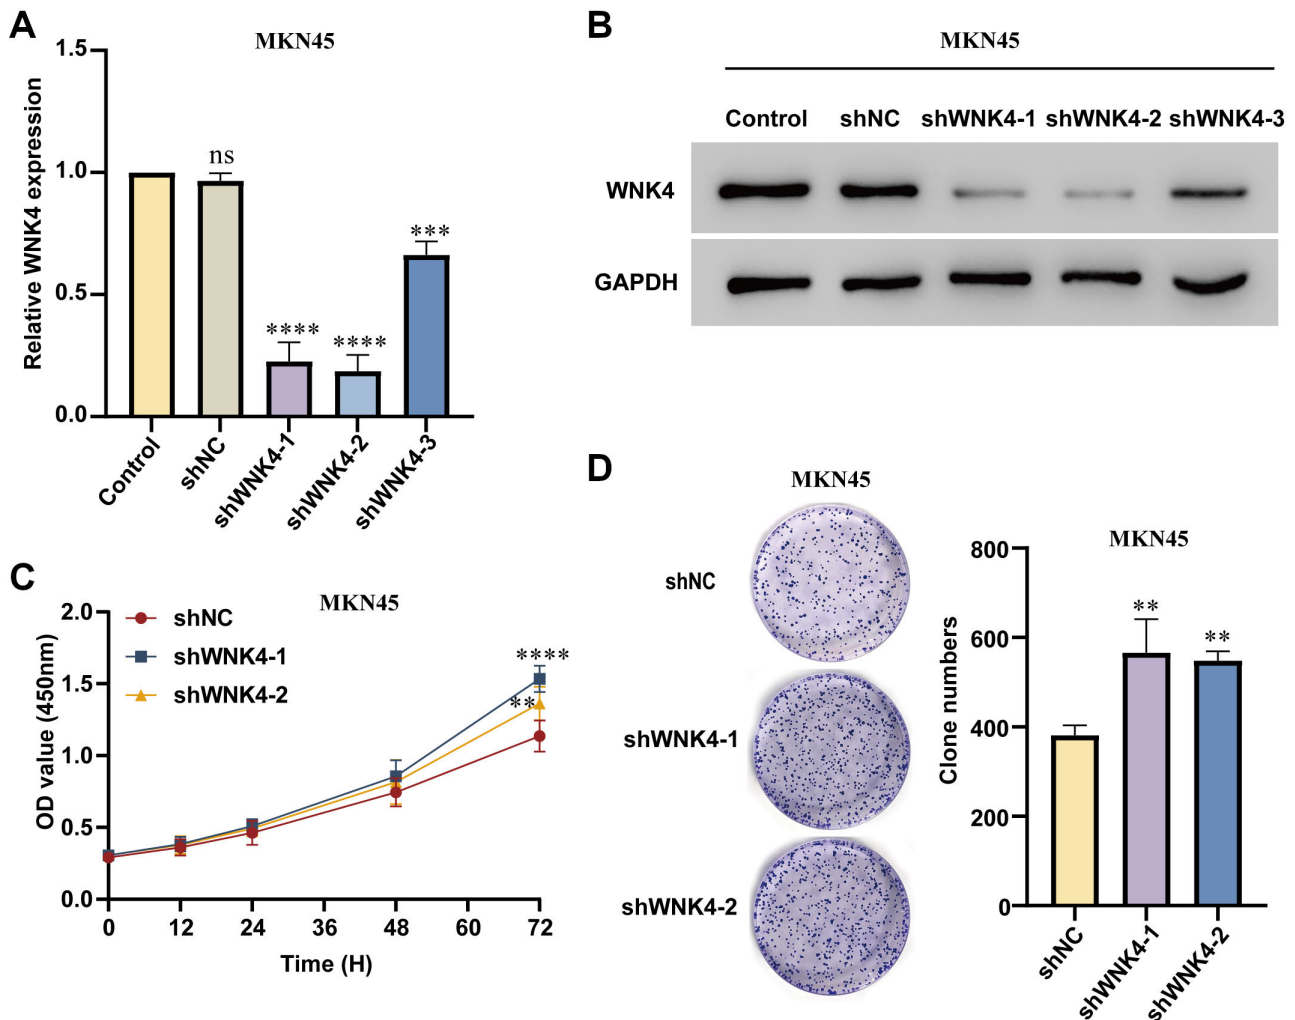 A
MKN45
Relative WNK4 expression
1.5
1.0
0.5
0.0
ns
****
****
***
Control
shNC
shWNK4-1
shWNK4-2
shWNK4-3
B
MKN45
Control shNC shWNK4-1 shWNK4-2 shWNK4-3
WNK4
GAPDH
C
MKN45
OD value (450nm)
2.0
1.5
1.0
0.5
0.0
shNC
shWNK4-1
shWNK4-2
****
**
0 12 24 36 48 60 72
Time (H)
D
MKN45
shNC
shWNK4-1
shWNK4-2
MKN45
Clone numbers
800
600
400
200
0
**
**
shNC
shWNK4-1
shWNK4-2